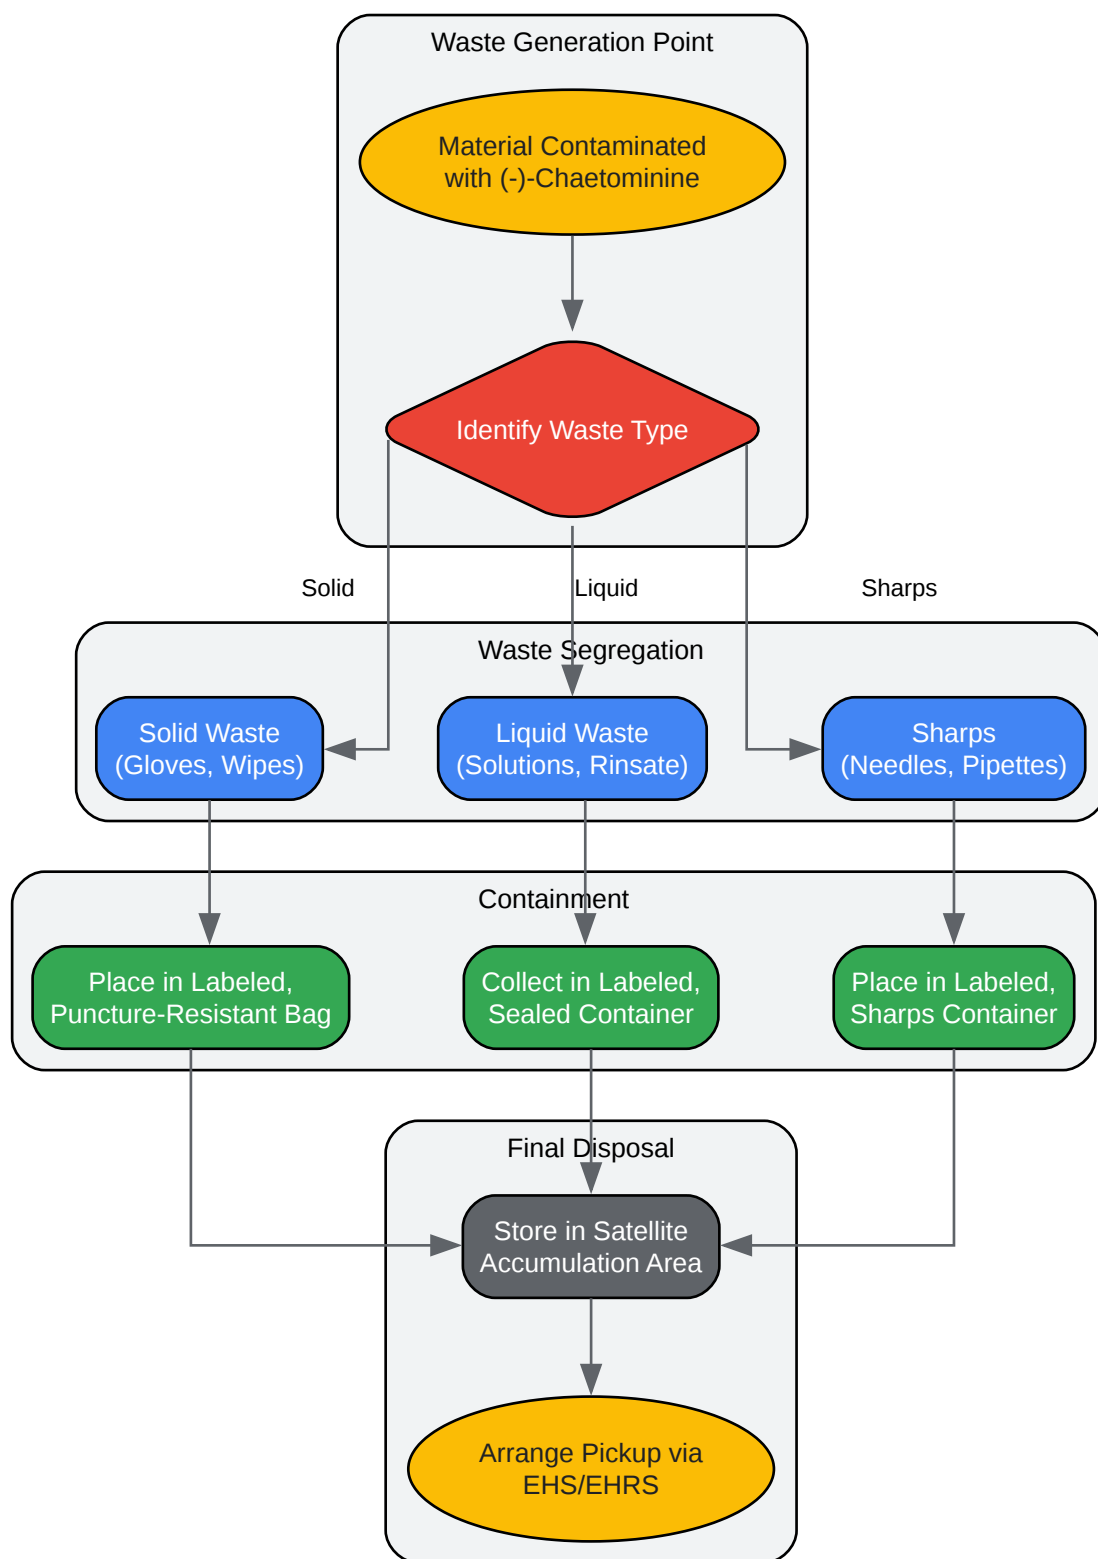 Waste Generation Point
Material Contaminated
with (-)-Chaetominine
Identify Waste Type
Solid
Liquid
Sharps
Waste Segregation
Solid Waste
(Gloves, Wipes)
Liquid Waste
(Solutions, Rinsate)
Sharps
(Needles, Pipettes)
Containment
Place in Labeled,
Puncture-Resistant Bag
Collect in Labeled,
Sealed Container
Place in Labeled,
Sharps Container
Final Disposal
Store in Satellite
Accumulation Area
Arrange Pickup via
EHS/EHRS